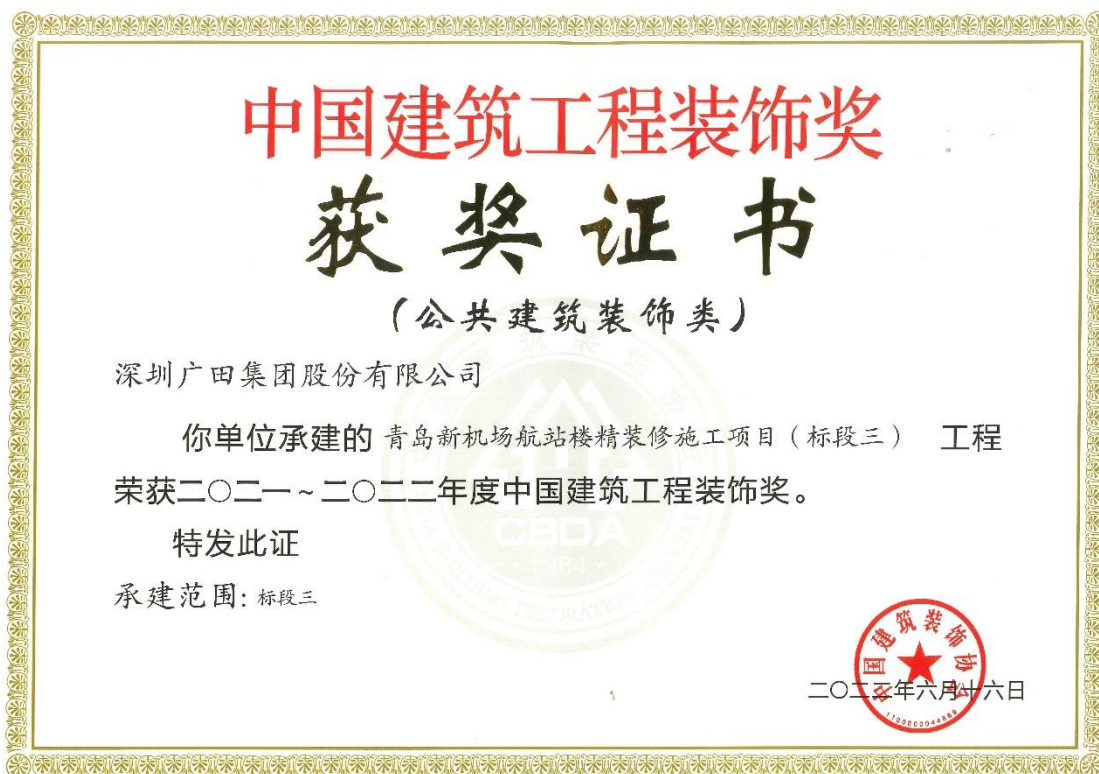 中国建筑工程装饰奖
获奖证书
（公共建筑装饰类）
深圳广田集团股份有限公司
你单位承建的 青岛新机场航站楼精装修施工项目（标段三） 工程
荣获二〇二一~二〇二二年度中国建筑工程装饰奖。
特发此证
承建范围: 标段三
中国建筑装饰协会
二〇二三年六月十六日
CBDA
1984